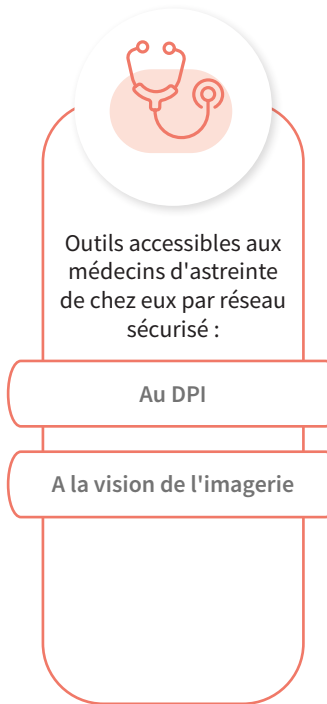 Outils accessibles aux
médecins d'astreinte
de chez eux par réseau
sécurisé :
Au DPI
A la vision de l'imagerie